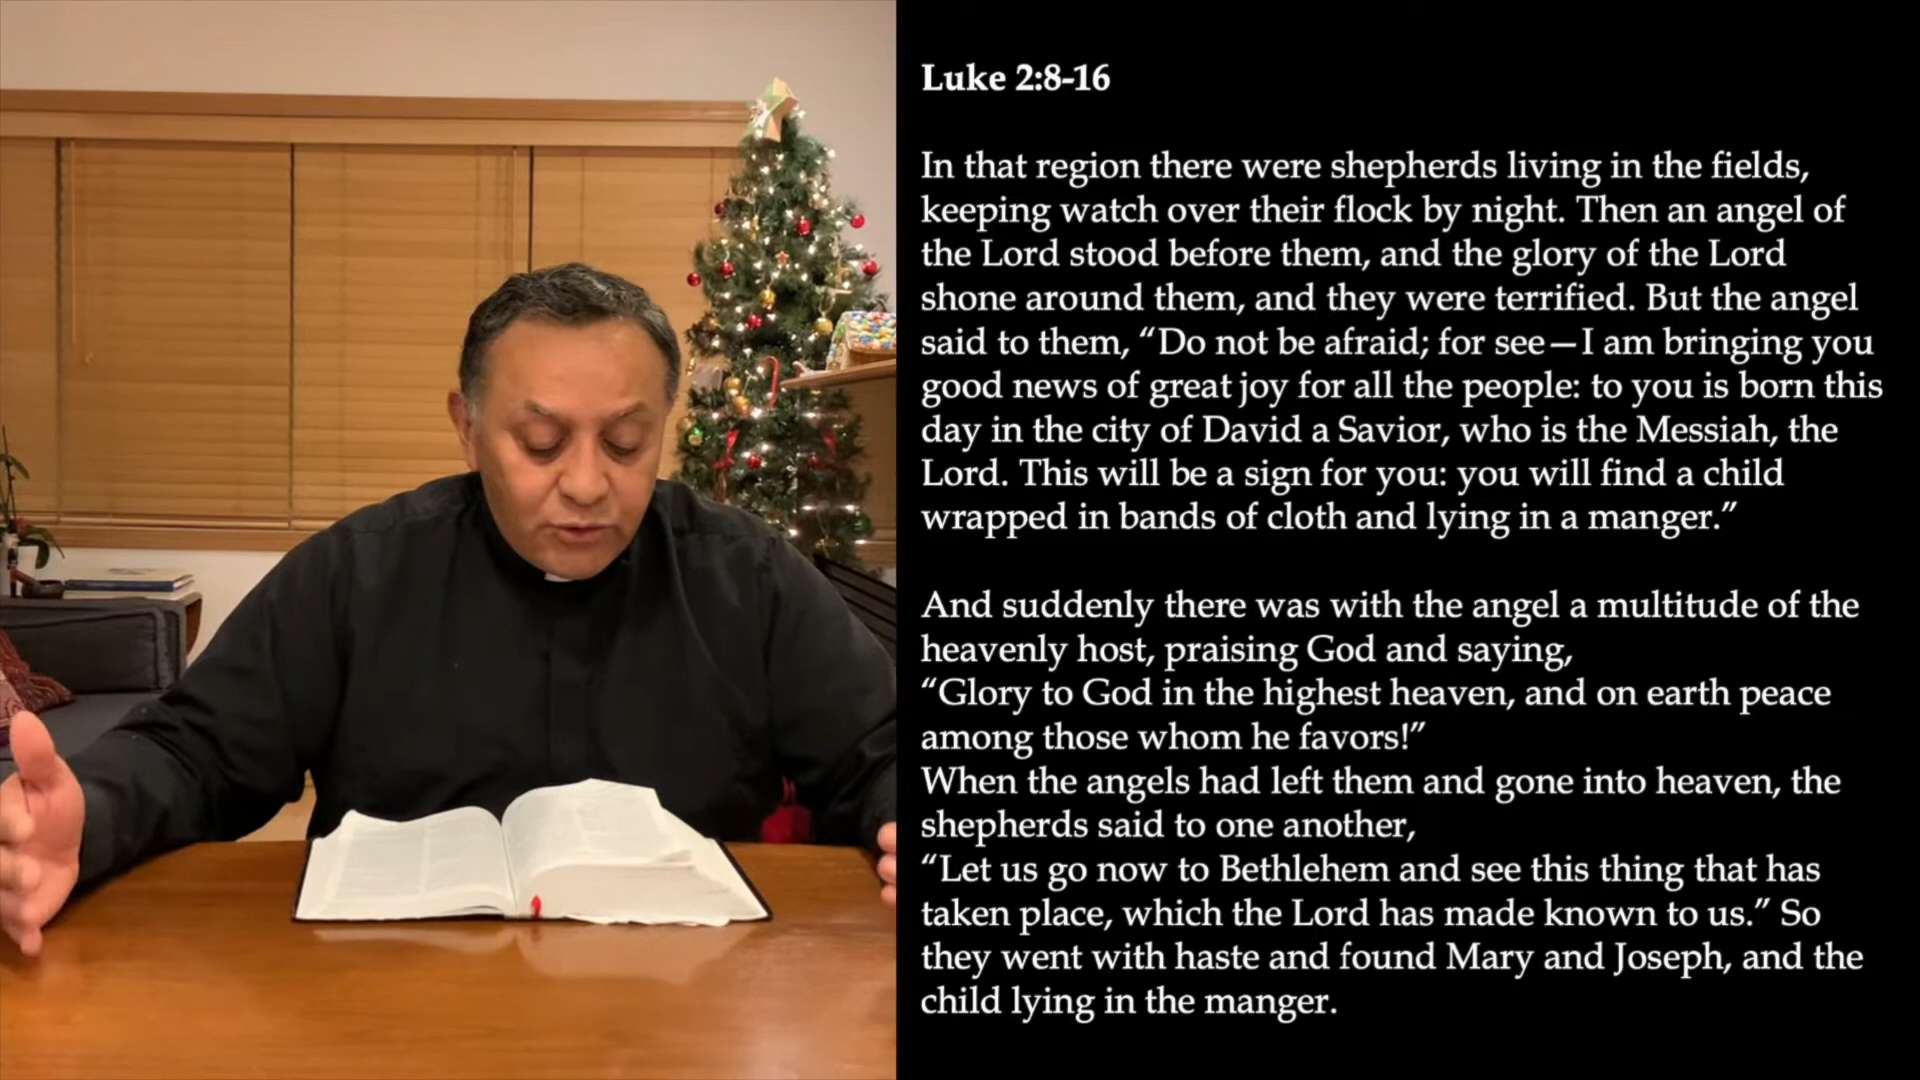 Luke 2:8-16
In that region there were shepherds living in the fields,
keeping watch over their flock by night. Then an angel of
the Lord stood before them, and the glory of the Lord
shone around them, and they were terrified. But the angel
said to them, “Do not be afraid; for see—I am bringing you
good news of great joy for all the people: to you is born this
day in the city of David a Savior, who is the Messiah, the
Lord. This will be a sign for you: you will find a child
wrapped in bands of cloth and lying in a manger.”
And suddenly there was with the angel a multitude of the
heavenly host, praising God and saying,
“Glory to God in the highest heaven, and on earth peace
among those whom he favors!”
When the angels had left them and gone into heaven, the
shepherds said to one another,
“Let us go now to Bethlehem and see this thing that has
taken place, which the Lord has made known to us.” So
they went with haste and found Mary and Joseph, and the
child lying in the manger.